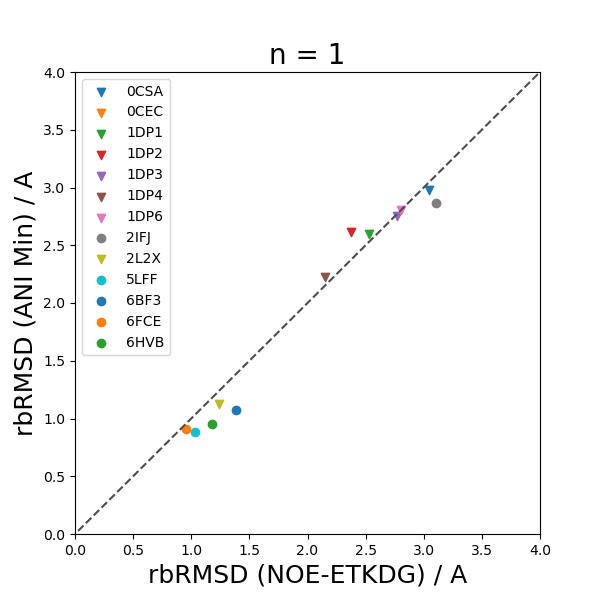 n = 1
rbRMSD (ANI Min) / A
4.0
3.5
3.0
2.5
2.0
1.5
1.0
0.5
0.0
0CSA
0CEC
1DP1
1DP2
1DP3
1DP4
1DP6
2IFJ
2L2X
5LFF
6BF3
6FCE
6HVB
0.0 0.5 1.0 1.5 2.0 2.5 3.0 3.5 4.0
rbRMSD (NOE-ETKDG) / A